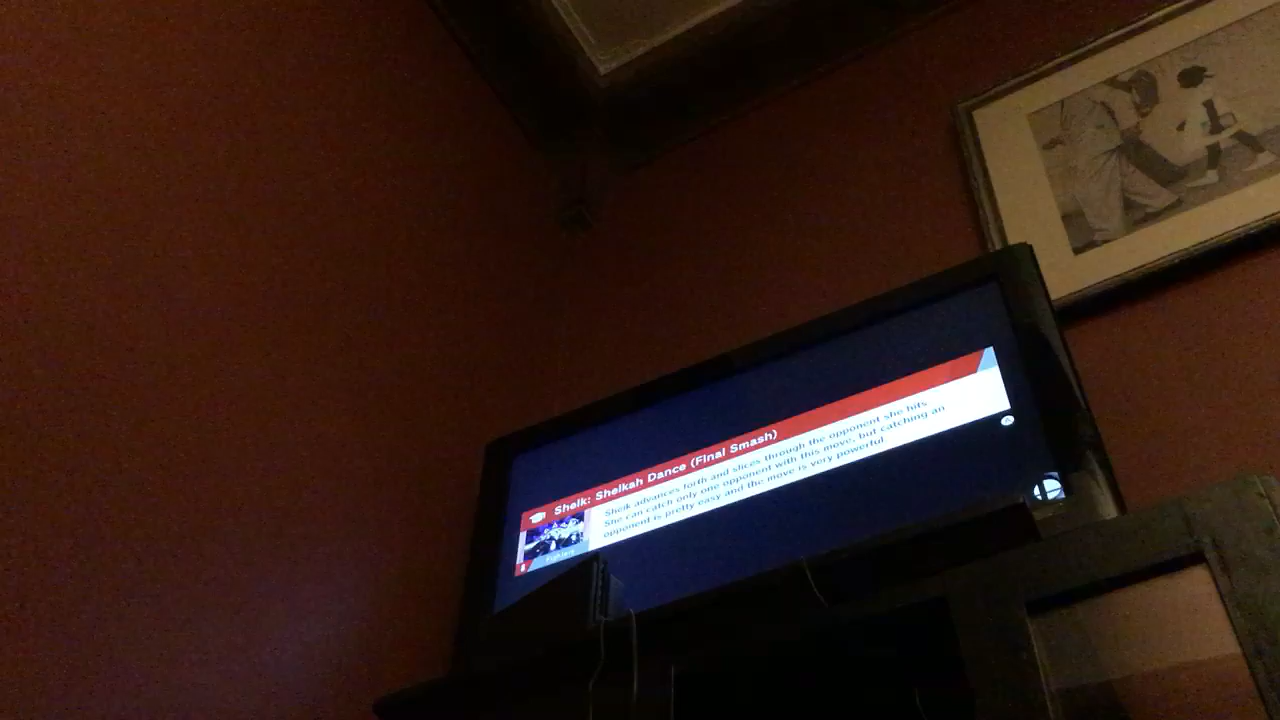 Sheik: Sheikah Dance (Final Smash)
Sheik advances forth and slices through the opponent she hits.
She can catch only one opponent with this move, but catching an
opponent is pretty easy and the move is very powerful.
Fighters